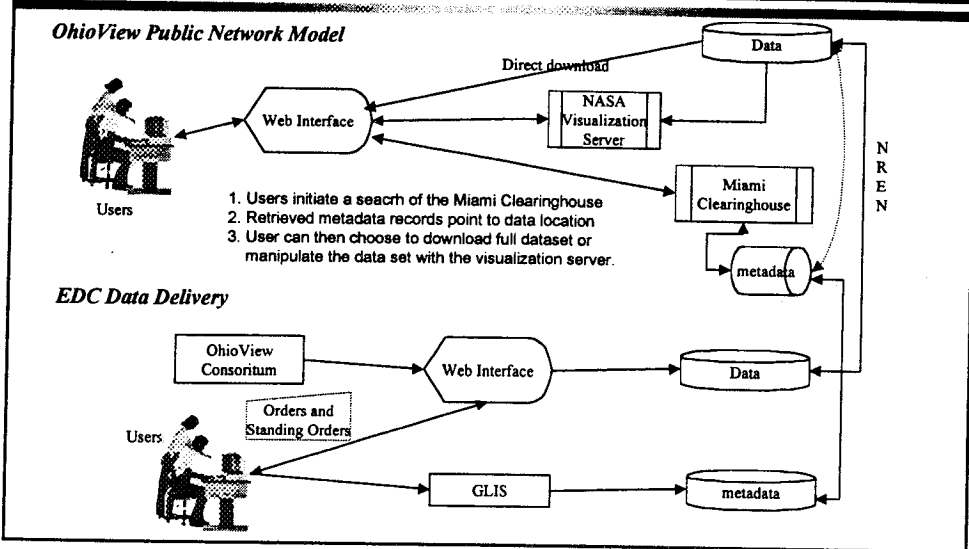 OhioView Public Network Model
Data
Direct download
NASA
Visualization
Server
Web Interface
Users
N
R
E
N
Miami
Clearinghouse
1. Users initiate a seacrh of the Miami Clearinghouse
2. Retrieved metadata records point to data location
3. User can then choose to download full dataset or
manipulate the data set with the visualization server.
metadata
EDC Data Delivery
OhioView
Consoritum
Web Interface
Data
Orders and
Standing Orders
Users
GLIS
metadata